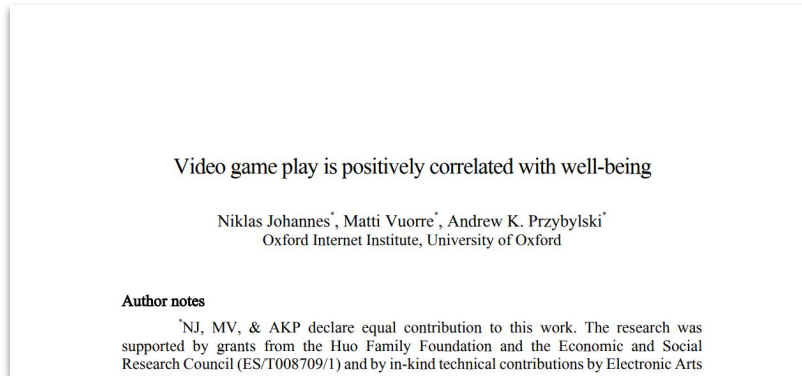 Video game play is positively correlated with well-being
Niklas Johannes*, Matti Vuorre*, Andrew K. Przybylski*
Oxford Internet Institute, University of Oxford
Author notes
*NJ, MV, & AKP declare equal contribution to this work. The research was
supported by grants from the Huo Family Foundation and the Economic and Social
Research Council (ES/T008709/1) and by in-kind technical contributions by Electronic Arts